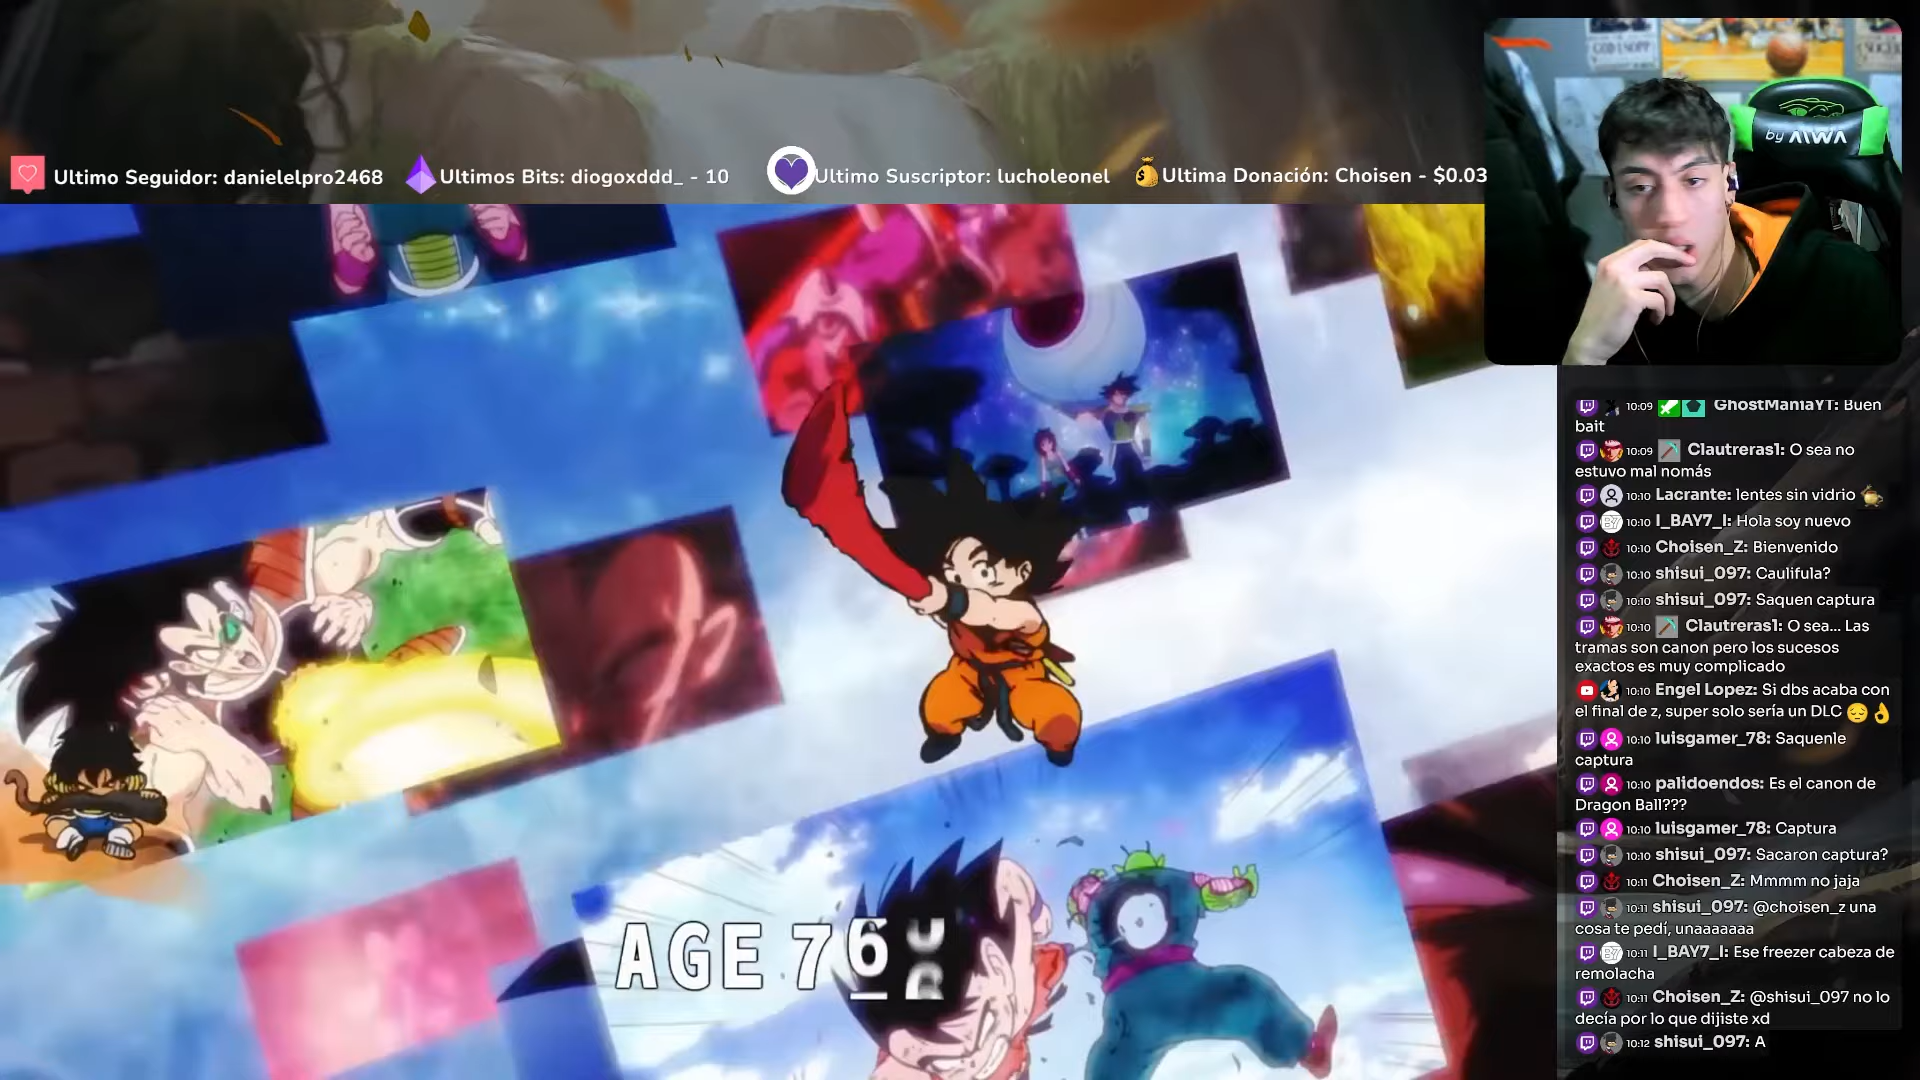 GOD USOPP
by AIWA
Ultimo Seguidor: danielelpro2468
Ultimos Bits: diogoxddd_ - 10
Ultimo Suscriptor: lucholeonel
Ultima Donación: Choisen - $0.03
10:09 GhostManiaYT: Buen
bait
10:09 Clautreras1: O sea no
estuvo mal nomás
10:10 Lacrante: lentes sin vidrio
10:10 I_BAY7_I: Hola soy nuevo
10:10 Choisen_Z: Bienvenido
10:10 shisui_097: Caulifula?
10:10 shisui_097: Saquen captura
10:10 Clautreras1: O sea... Las
tramas son canon pero los sucesos
exactos es muy complicado
10:10 Engel Lopez: Si dbs acaba con
el final de z, super solo sería un DLC
10:10 luisgamer_78: Saquenle
captura
10:10 palidoendos: Es el canon de
Dragon Ball???
10:10 luisgamer_78: Captura
10:10 shisui_097: Sacaron captura?
10:11 Choisen_Z: Mmmm no jaja
10:11 shisui_097: @choisen_z una
cosa te pedí, unaaaaaaa
10:11 I_BAY7_I: Ese freezer cabeza de
remolacha
10:11 Choisen_Z: @shisui_097 no lo
decía por lo que dijiste xd
10:12 shisui_097: A
AGE 76